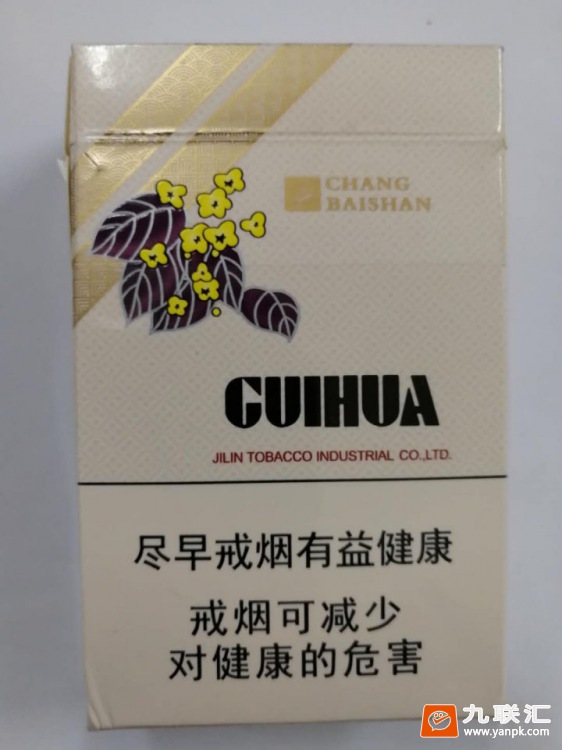 CHANG
BAISHAN
GUIHUA
JILIN TOBACCO INDUSTRIAL CO.,LTD.
尽早戒烟有益健康
戒烟可减少
对健康的危害
九联汇
www.yanpk.com